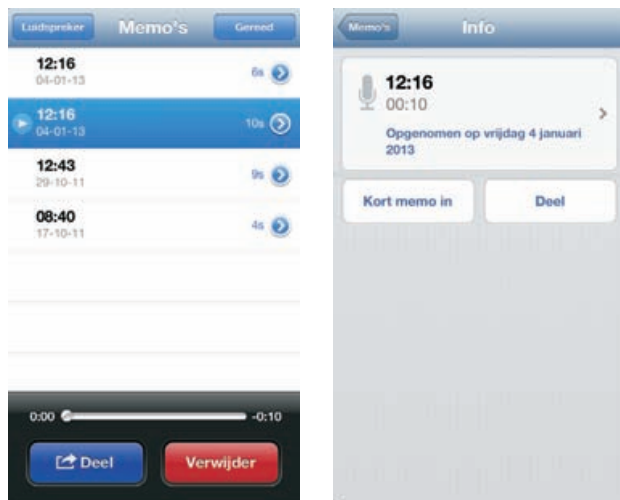 Luidspreker Memo's Gereed
12:16
04-01-13
6s
12:16
04-01-13
10s
12:43
29-10-11
9s
08:40
17-10-11
4s
0:00 -0:10
Deel Verwijder
Memo's Info
12:16
00:10
Opgenomen op vrijdag 4 januari
2013
Kort memo in Deel